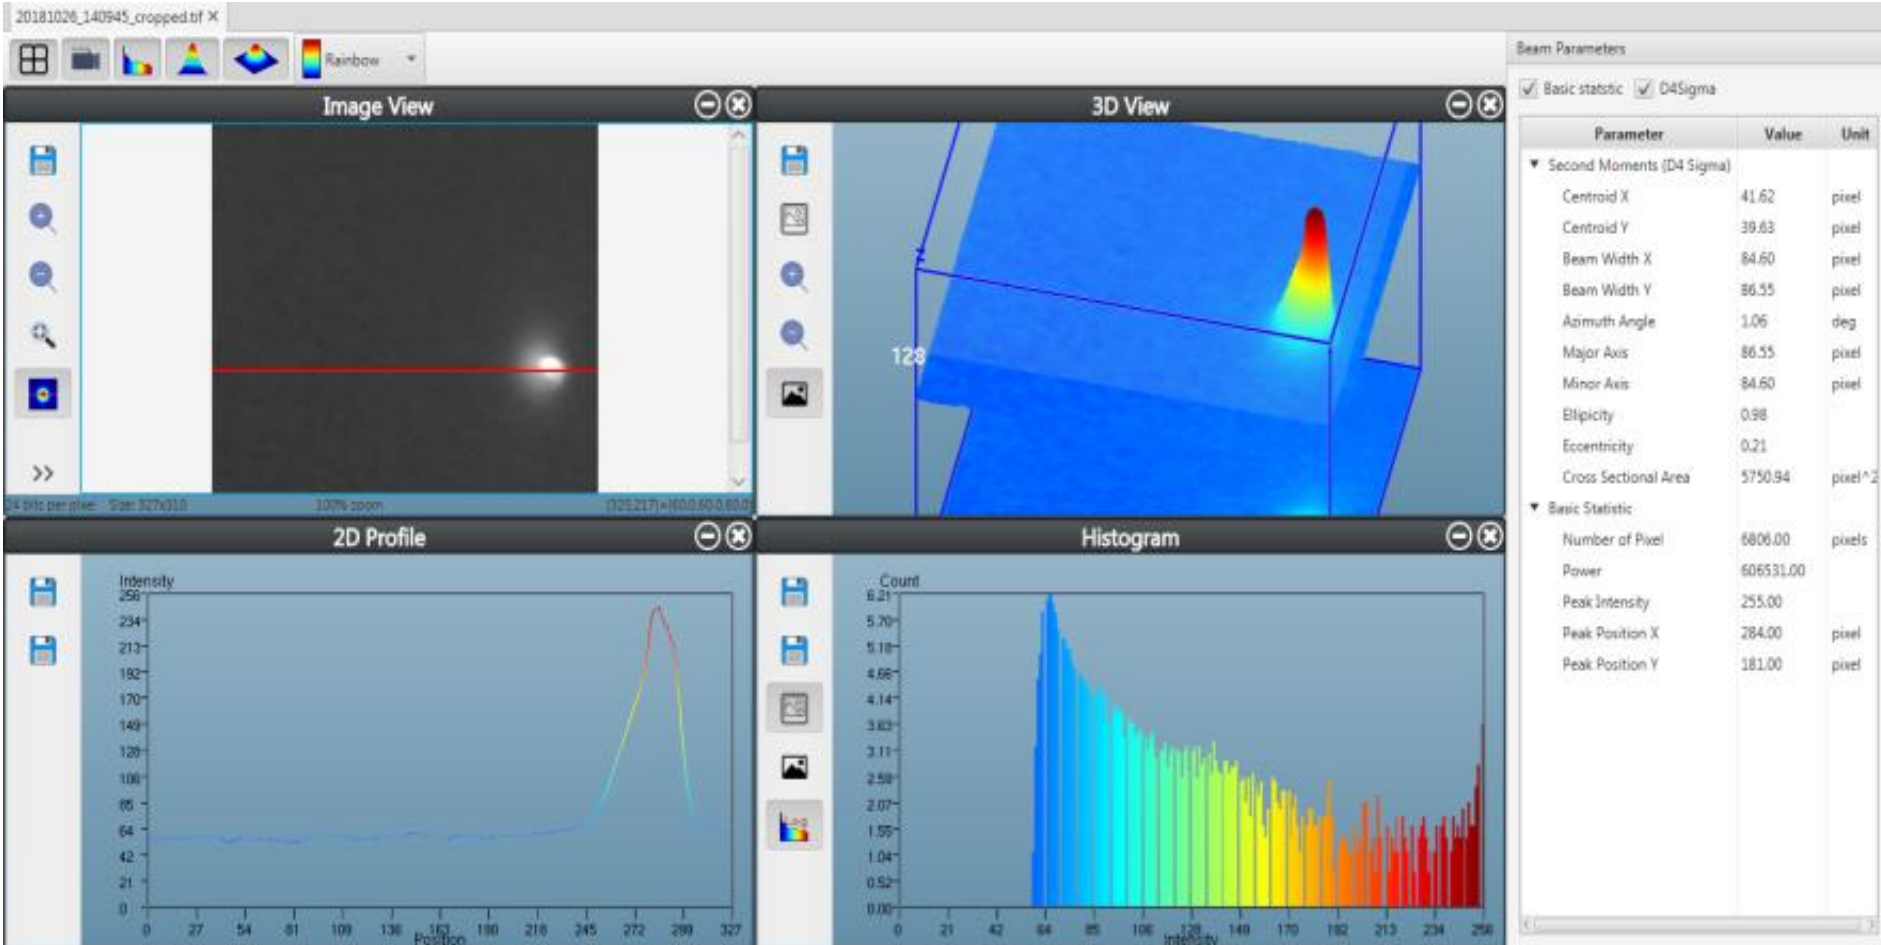 20181026_140945_cropped.tif
Rainbow
Beam Parameters
Basic statstic D4Sigma
Parameter Value Unit
Second Moments (D4 Sigma)
Centroid X 41.62 pixel
Centroid Y 39.63 pixel
Beam Width X 84.60 pixel
Beam Width Y 86.55 pixel
Azimuth Angle 1.06 deg
Major Axis 86.55 pixel
Minor Axis 84.60 pixel
Ellipicity 0.98
Eccentricity 0.21
Cross Sectional Area 5750.94 pixel^2
Basic Statistic
Number of Pixel 6806.00 pixels
Power 606531.00
Peak Intensity 255.00
Peak Position X 284.00 pixel
Peak Position Y 181.00 pixel
Image View
>>
24 bits per pixel Size: 327x310 100% zoom
3D View
Z
128
2D Profile
Intensity
256
234
213
192
170
149
128
106
85
64
42
21
0
0 27 54 81 109 136 163 190 218 245 272 299 327
Position
Histogram
Count
6.21
5.70
5.18
4.66
4.14
3.63
3.11
2.59
2.07
1.55
1.04
0.52
0.00
0 21 42 64 85 106 128 149 170 192 213 234 256
Intensity